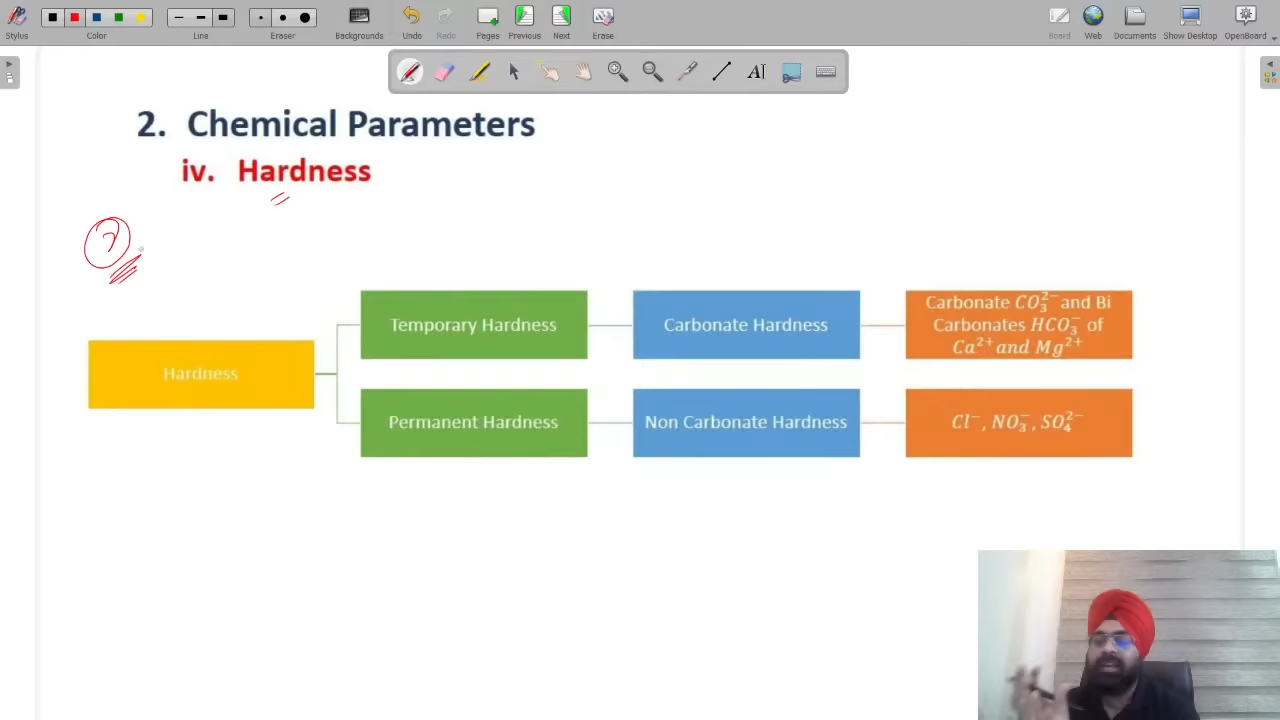 Stylus
Color
Line
Eraser
Backgrounds
Undo
Redo
Pages
Previous
Next
Erase
Board
Web
Documents
Show Desktop
OpenBoard
2. Chemical Parameters
iv. Hardness
?
Hardness
Temporary Hardness
Carbonate Hardness
Carbonate CO₃²⁻ and Bi
Carbonates HCO₃⁻ of
Ca²⁺ and Mg²⁺
Permanent Hardness
Non Carbonate Hardness
Cl⁻, NO₃⁻, SO₄²⁻